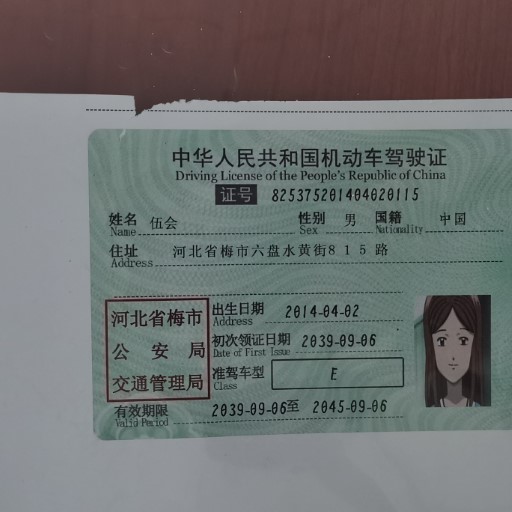 中华人民共和国机动车驾驶证
Driving License of the People's Republic of China
证号 825375201404020115
姓名 伍会 性别 男 国籍 中国
Name Sex Nationality
住址 河北省梅市六盘水黄街815路
Address
河北省梅市
公安局
交通管理局
出生日期 2014-04-02
Address
初次领证日期 2039-09-06
Date of First Issue
准驾车型 E
Class
有效期限 2039-09-06至 2045-09-06
Valid Period